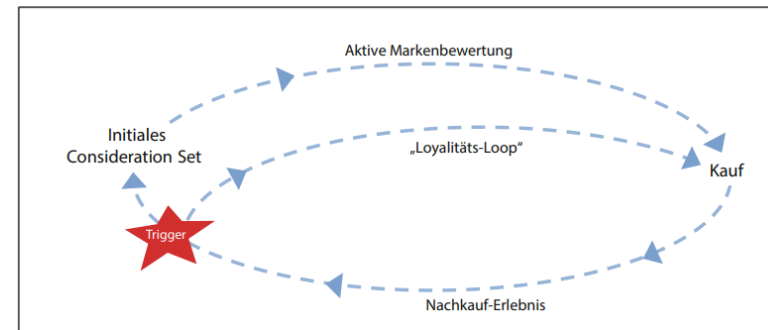 Aktive Markenbewertung
Initiales
Consideration Set
„Loyalitäts-Loop“
Kauf
Trigger
Nachkauf-Erlebnis